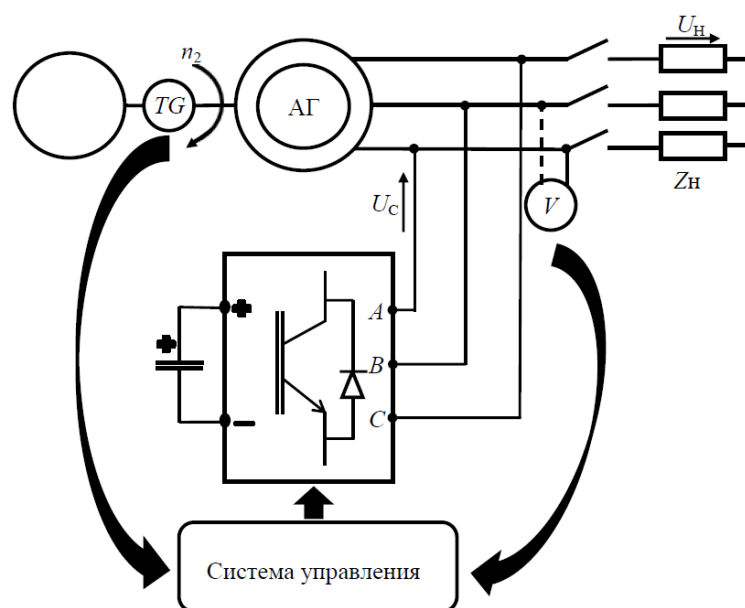 n₂
U_Н
TG
АГ
Z_Н
U_С
V
+
+
A
B
−
C
Система управления